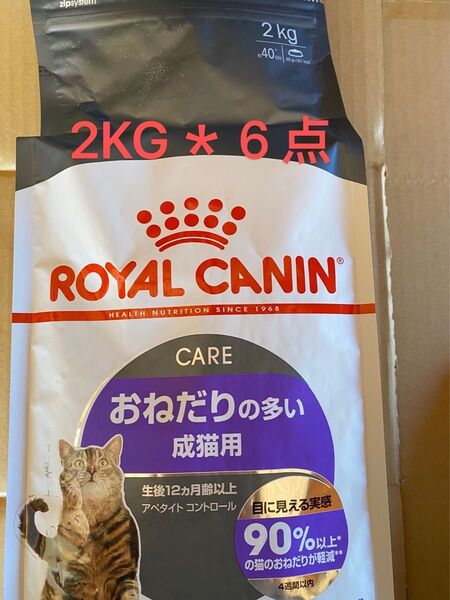 zipsystem
2 kg
40
2KG * 6 点
ROYAL CANIN®
HEALTH NUTRITION SINCE 1968
CARE
おねだりの多い
成猫用
生後12ヵ月齢以上
アペタイト コントロール
目に見える実感
90%以上*
の猫のおねだりが軽減**
4週間以内